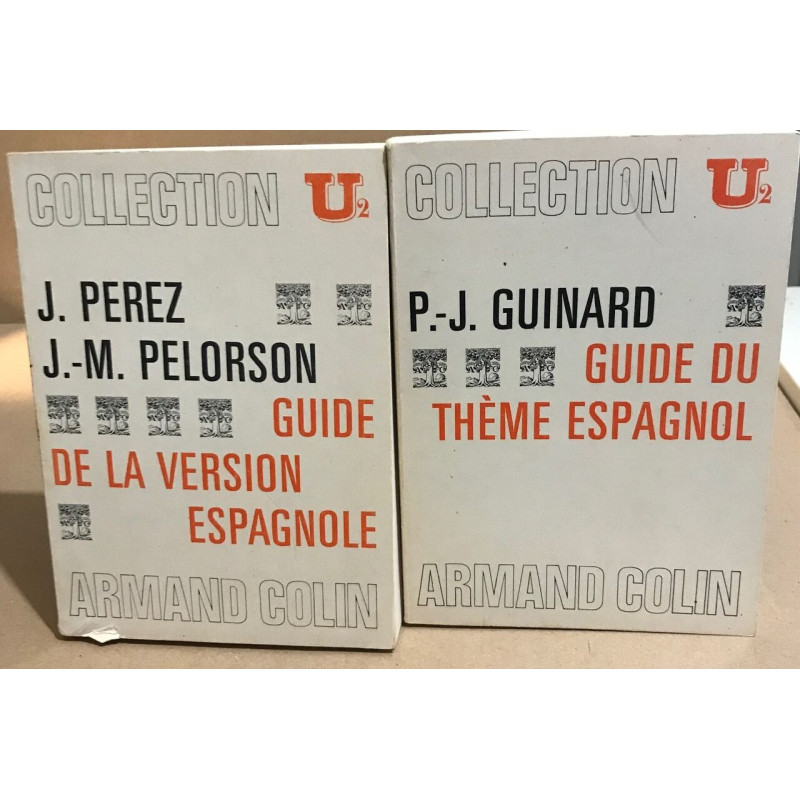 COLLECTION U2
J. PEREZ
J.-M. PELORSON
GUIDE
DE LA VERSION
ESPAGNOLE
ARMAND COLIN
COLLECTION U2
P.-J. GUINARD
GUIDE DU
THÈME ESPAGNOL
ARMAND COLIN